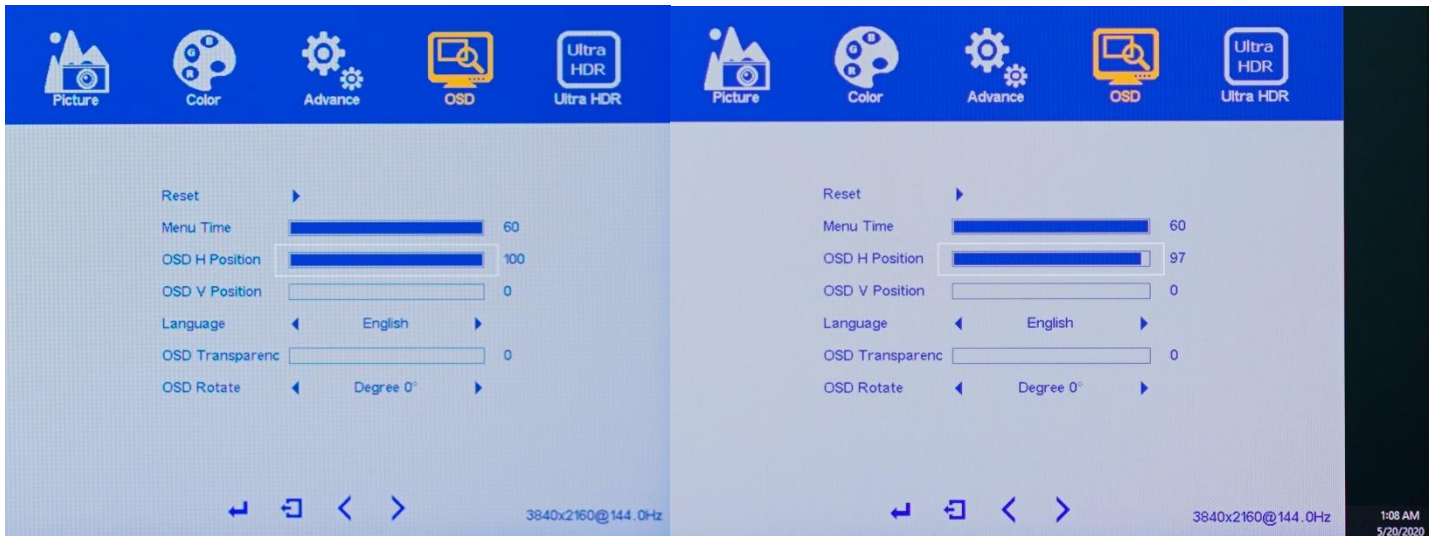 Ultra
HDR
Picture
Color
Advance
OSD
Ultra HDR
G
B
R
Reset
Menu Time 60
OSD H Position 100
OSD V Position 0
Language English
OSD Transparenc 0
OSD Rotate Degree 0°
3840x2160@144.0Hz
Ultra
HDR
Picture
Color
Advance
OSD
Ultra HDR
G
B
R
Reset
Menu Time 60
OSD H Position 97
OSD V Position 0
Language English
OSD Transparenc 0
OSD Rotate Degree 0°
3840x2160@144.0Hz
1:08 AM
5/20/2020